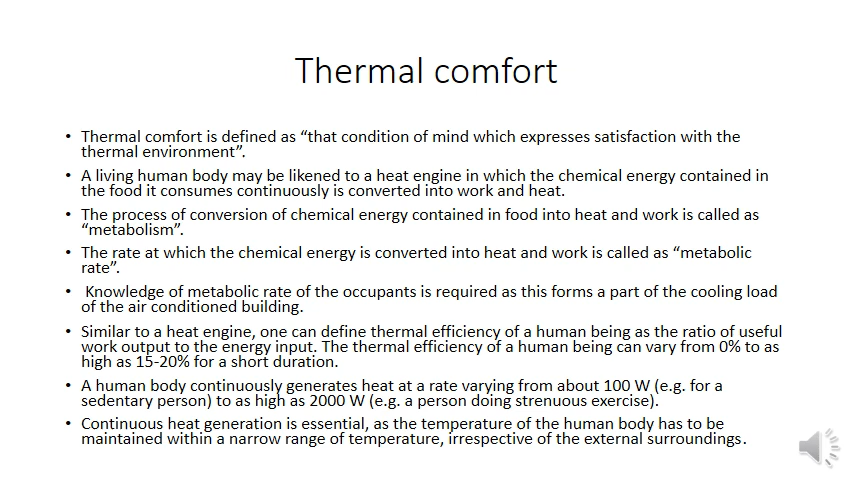 Thermal comfort
• Thermal comfort is defined as “that condition of mind which expresses satisfaction with the
thermal environment”.
• A living human body may be likened to a heat engine in which the chemical energy contained in
the food it consumes continuously is converted into work and heat.
• The process of conversion of chemical energy contained in food into heat and work is called as
“metabolism”.
• The rate at which the chemical energy is converted into heat and work is called as “metabolic
rate”.
• Knowledge of metabolic rate of the occupants is required as this forms a part of the cooling load
of the air conditioned building.
• Similar to a heat engine, one can define thermal efficiency of a human being as the ratio of useful
work output to the energy input. The thermal efficiency of a human being can vary from 0% to as
high as 15-20% for a short duration.
• A human body continuously generates heat at a rate varying from about 100 W (e.g. for a
sedentary person) to as high as 2000 W (e.g. a person doing strenuous exercise).
• Continuous heat generation is essential, as the temperature of the human body has to be
maintained within a narrow range of temperature, irrespective of the external surroundings.